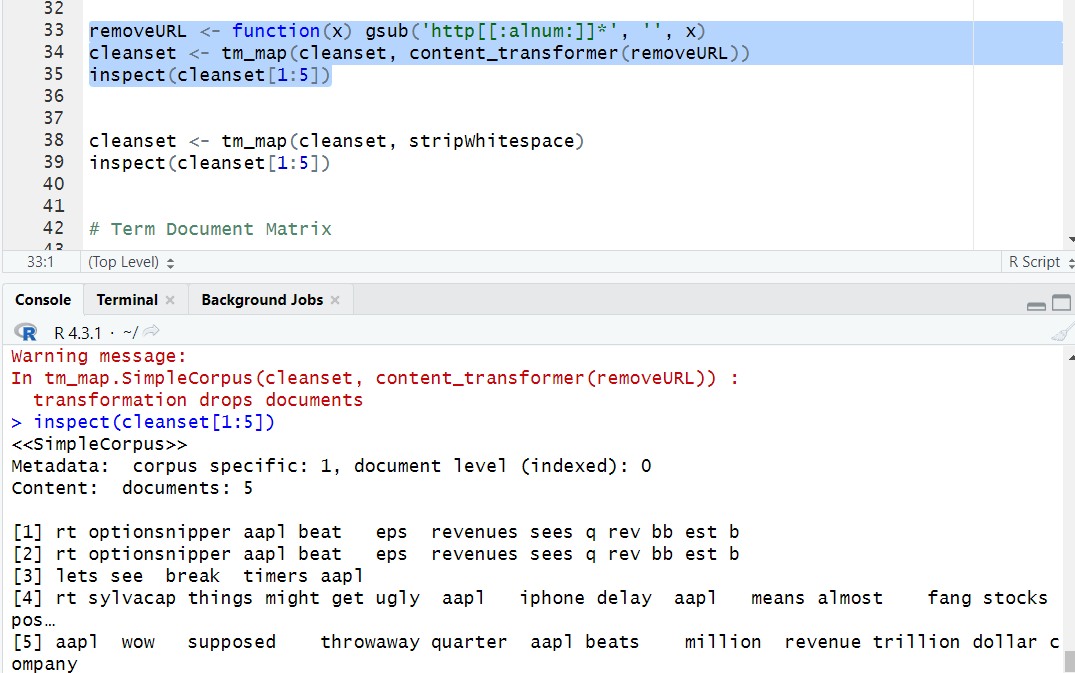 32
33 removeURL <- function(x) gsub('http[[:alnum:]]*', '', x)
34 cleanset <- tm_map(cleanset, content_transformer(removeURL))
35 inspect(cleanset[1:5])
36
37
38 cleanset <- tm_map(cleanset, stripWhitespace)
39 inspect(cleanset[1:5])
40
41
42 # Term Document Matrix
43
33:1 (Top Level) R Script
Console Terminal Background Jobs
R R 4.3.1 · ~/
Warning message:
In tm_map.SimpleCorpus(cleanset, content_transformer(removeURL)) :
  transformation drops documents
> inspect(cleanset[1:5])
<<SimpleCorpus>>
Metadata:  corpus specific: 1, document level (indexed): 0
Content:  documents: 5
[1] rt optionsnipper aapl beat   eps  revenues sees q rev bb est b
[2] rt optionsnipper aapl beat   eps  revenues sees q rev bb est b
[3] lets see  break  timers aapl
[4] rt sylvacap things might get ugly  aapl   iphone delay  aapl   means almost    fang stocks
pos…
[5] aapl  wow   supposed    throwaway quarter  aapl beats    million  revenue trillion dollar c
ompany